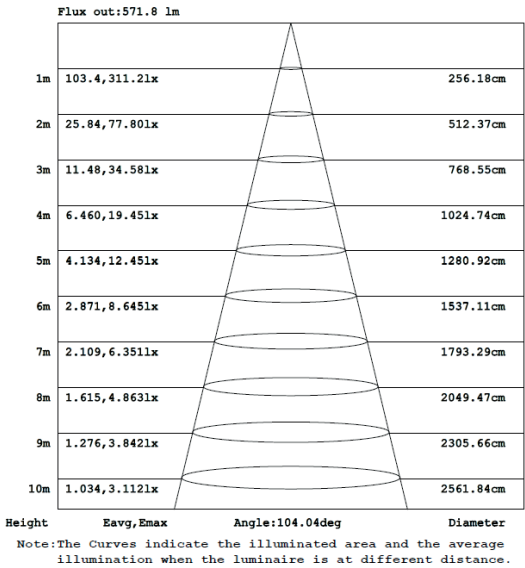 Flux out:571.8 lm
1m 103.4,311.2lx 256.18cm
2m 25.84,77.80lx 512.37cm
3m 11.48,34.58lx 768.55cm
4m 6.460,19.45lx 1024.74cm
5m 4.134,12.45lx 1280.92cm
6m 2.871,8.645lx 1537.11cm
7m 2.109,6.351lx 1793.29cm
8m 1.615,4.863lx 2049.47cm
9m 1.276,3.842lx 2305.66cm
10m 1.034,3.112lx 2561.84cm
Height Eavg,Emax Angle:104.04deg Diameter
Note:The Curves indicate the illuminated area and the average
illumination when the luminaire is at different distance.